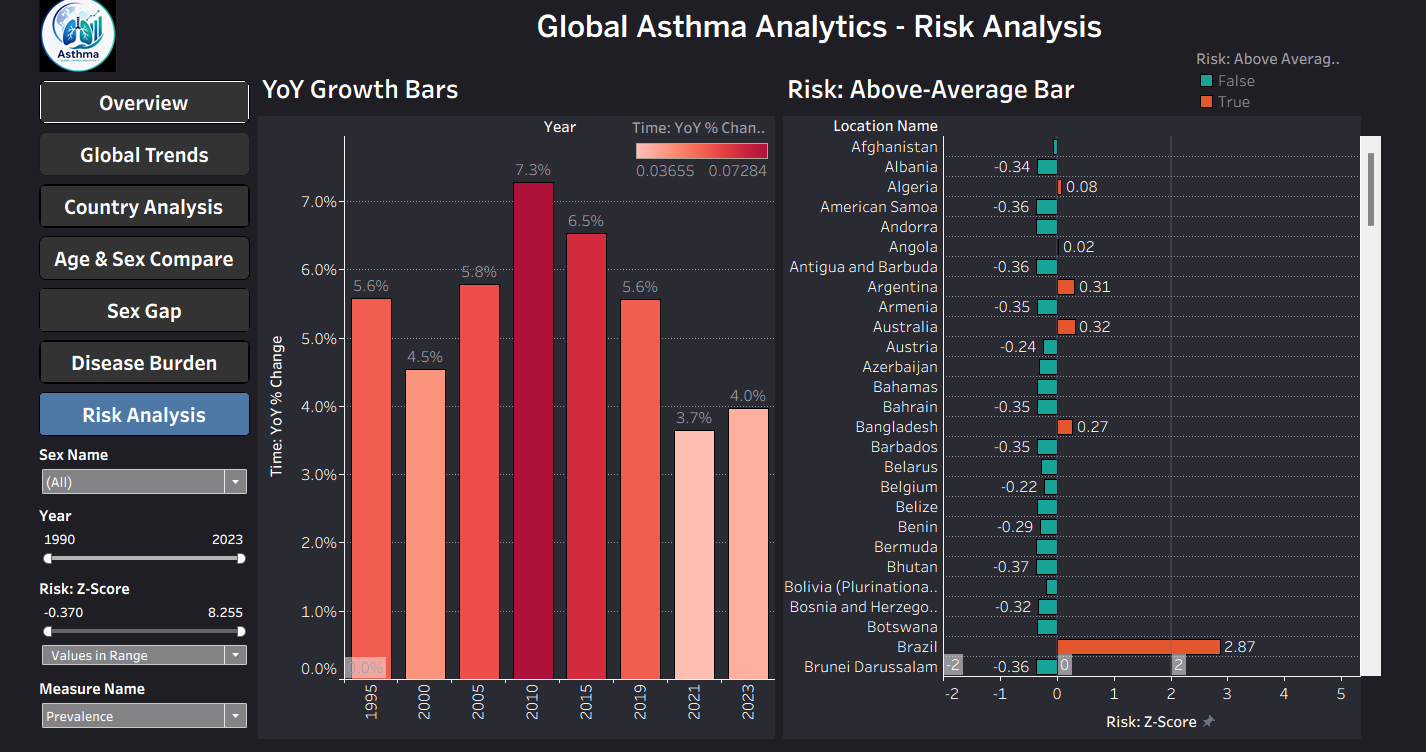 Global Asthma Analytics - Risk Analysis
Asthma
Overview
Global Trends
Country Analysis
Age & Sex Compare
Sex Gap
Disease Burden
Risk Analysis
Sex Name
(All)
Year
1990 2023
Risk: Z-Score
-0.370 8.255
Values in Range
Measure Name
Prevalence
YoY Growth Bars
Year
Time: YoY % Chan..
0.03655 0.07284
Time: YoY % Change
7.0%
6.0%
5.0%
4.0%
3.0%
2.0%
1.0%
0.0%
0.0%
5.6%
4.5%
5.8%
7.3%
6.5%
5.6%
3.7%
4.0%
1995
2000
2005
2010
2015
2019
2021
2023
Risk: Above-Average Bar
Risk: Above Averag..
False
True
Location Name
Afghanistan
Albania -0.34
Algeria 0.08
American Samoa -0.36
Andorra
Angola 0.02
Antigua and Barbuda -0.36
Argentina 0.31
Armenia -0.35
Australia 0.32
Austria -0.24
Azerbaijan
Bahamas
Bahrain -0.35
Bangladesh 0.27
Barbados -0.35
Belarus
Belgium -0.22
Belize
Benin -0.29
Bermuda
Bhutan -0.37
Bolivia (Plurinationa..
Bosnia and Herzego.. -0.32
Botswana
Brazil 2.87
Brunei Darussalam -0.36
-2 0 2
-2 -1 0 1 2 3 4 5
Risk: Z-Score